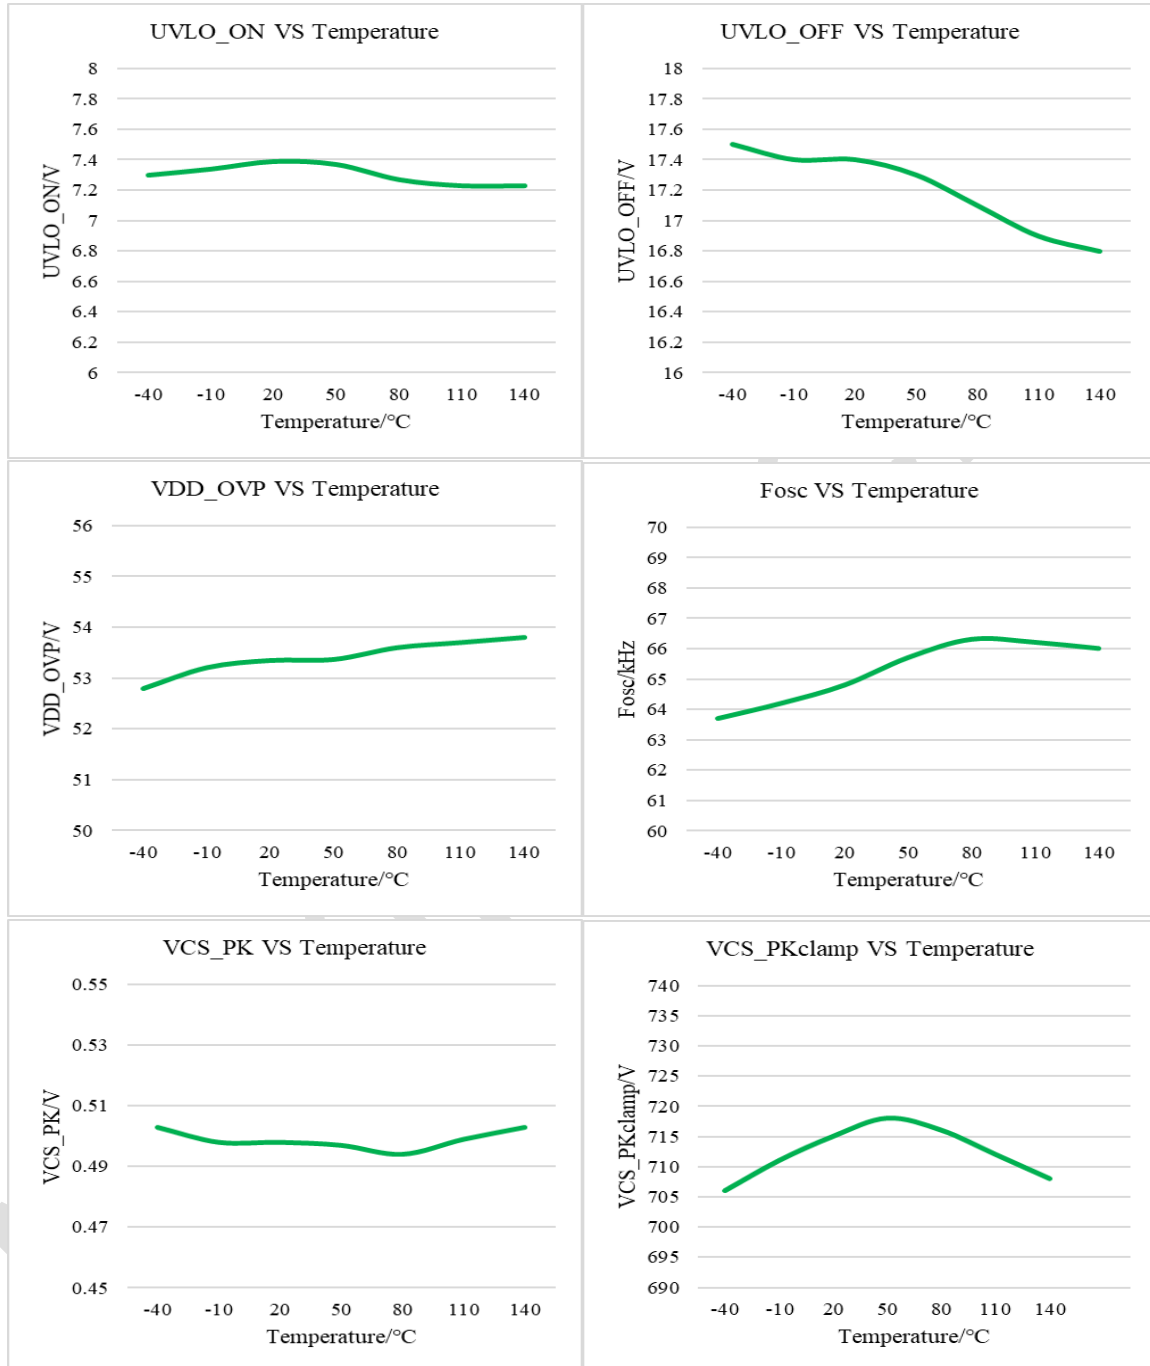 UVLO_ON VS Temperature
UVLO_ON/V
8
7.8
7.6
7.4
7.2
7
6.8
6.6
6.4
6.2
6
-40 -10 20 50 80 110 140
Temperature/°C
UVLO_OFF VS Temperature
UVLO_OFF/V
18
17.8
17.6
17.4
17.2
17
16.8
16.6
16.4
16.2
16
-40 -10 20 50 80 110 140
Temperature/°C
VDD_OVP VS Temperature
VDD_OVP/V
56
55
54
53
52
51
50
-40 -10 20 50 80 110 140
Temperature/°C
Fosc VS Temperature
Fosc/kHz
70
69
68
67
66
65
64
63
62
61
60
-40 -10 20 50 80 110 140
Temperature/°C
VCS_PK VS Temperature
VCS_PK/V
0.55
0.53
0.51
0.49
0.47
0.45
-40 -10 20 50 80 110 140
Temperature/°C
VCS_PKclamp VS Temperature
VCS_PKclamp/V
740
735
730
725
720
715
710
705
700
695
690
-40 -10 20 50 80 110 140
Temperature/°C